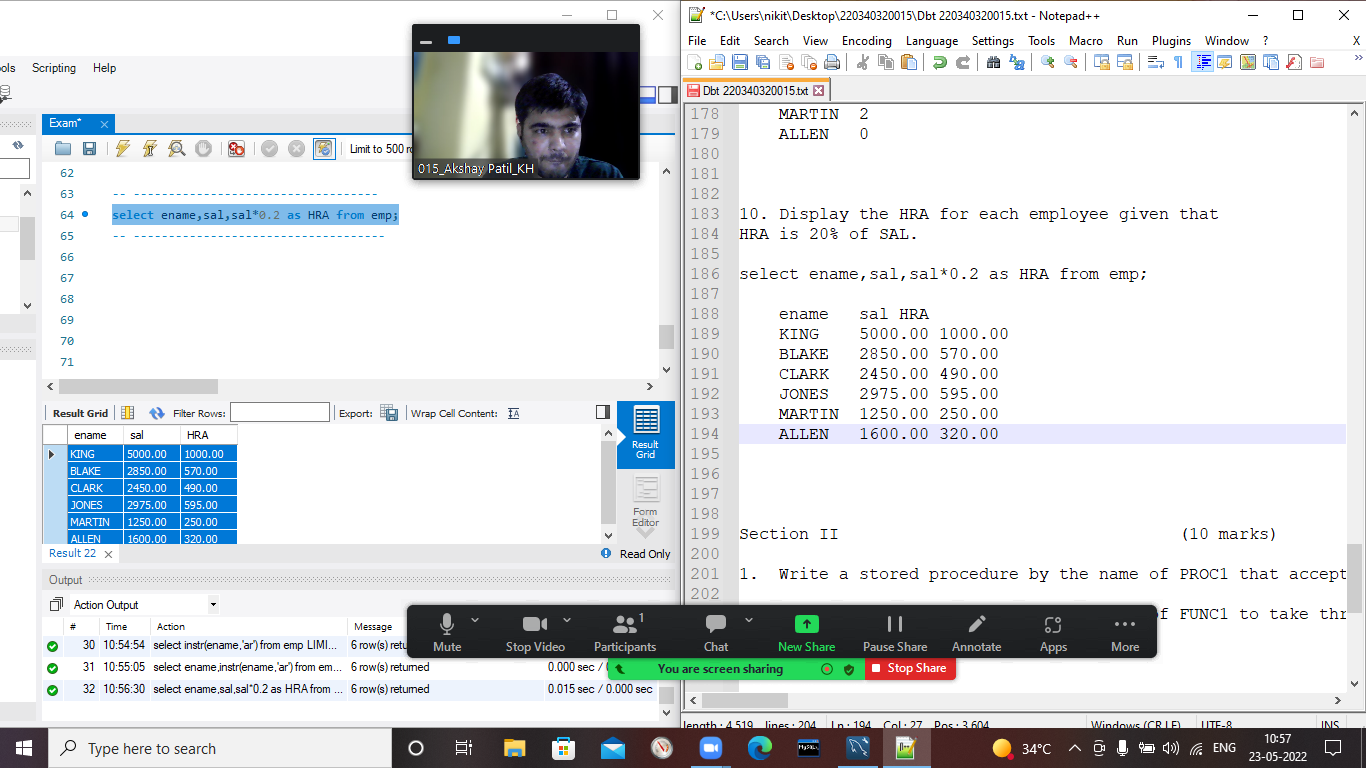 ools Scripting Help
Exam* ×
Limit to 500 ro
62
63 -- ----------------------------------
64 select ename,sal,sal*0.2 as HRA from emp;
65 -- -----------------------------------
66
67
68
69
70
71
Result Grid Filter Rows: Export: Wrap Cell Content:
ename sal HRA
KING 5000.00 1000.00
BLAKE 2850.00 570.00
CLARK 2450.00 490.00
JONES 2975.00 595.00
MARTIN 1250.00 250.00
ALLEN 1600.00 320.00
Result Grid
Form Editor
Result 22 × Read Only
Output
Action Output
# Time Action Message
30 10:54:54 select instr(ename,'ar') from emp LIMI... 6 row(s) retu
31 10:55:05 select ename,instr(ename,'ar') from em... 6 row(s) returned 0.000 sec / 0
32 10:56:30 select ename,sal,sal*0.2 as HRA from ... 6 row(s) returned 0.015 sec / 0.000 sec
015_Akshay Patil_KH
*C:\Users\nikit\Desktop\220340320015\Dbt 220340320015.txt - Notepad++
File Edit Search View Encoding Language Settings Tools Macro Run Plugins Window ? X
Dbt 220340320015.txt
178 MARTIN 2
179 ALLEN 0
180
181
182
183 10. Display the HRA for each employee given that
184 HRA is 20% of SAL.
185
186 select ename,sal,sal*0.2 as HRA from emp;
187
188 ename sal HRA
189 KING 5000.00 1000.00
190 BLAKE 2850.00 570.00
191 CLARK 2450.00 490.00
192 JONES 2975.00 595.00
193 MARTIN 1250.00 250.00
194 ALLEN 1600.00 320.00
195
196
197
198
199 Section II (10 marks)
200
201 1. Write a stored procedure by the name of PROC1 that accept
202
of FUNC1 to take thr
length : 4,519 lines : 204 Ln : 194 Col : 27 Pos : 3,604 Windows (CR LF) UTF-8 INS
Mute Stop Video Participants 1 Chat New Share Pause Share Annotate Apps More
You are screen sharing Stop Share
Type here to search
34°C ENG 10:57
23-05-2022